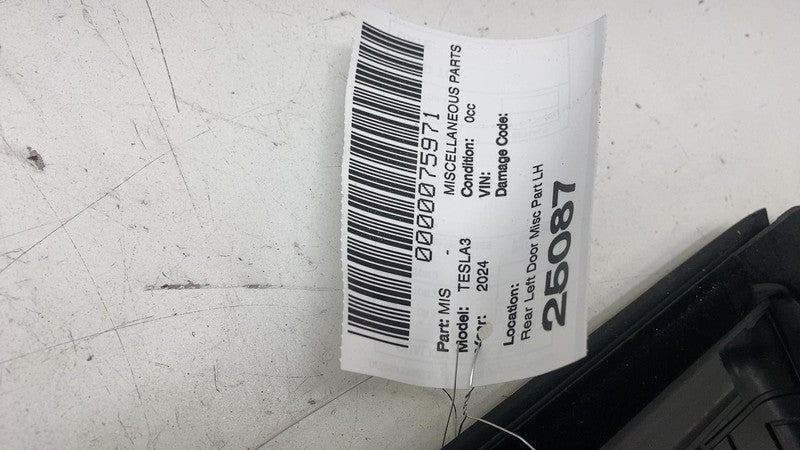 0000075971
Part: MIS - MISCELLANEOUS PARTS
Model: TESLA3 Condition: 0cc
2024 VIN:
Damage Code:
Location:
Rear Left Door Misc Part LH
25087